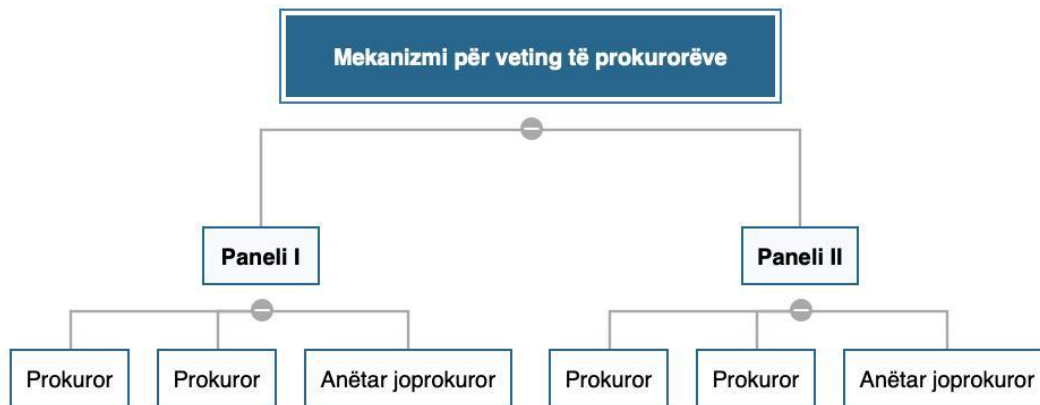 Mekanizmi për veting të prokurorëve
Paneli I
Paneli II
Prokuror
Prokuror
Anëtar joprokuror
Prokuror
Prokuror
Anëtar joprokuror